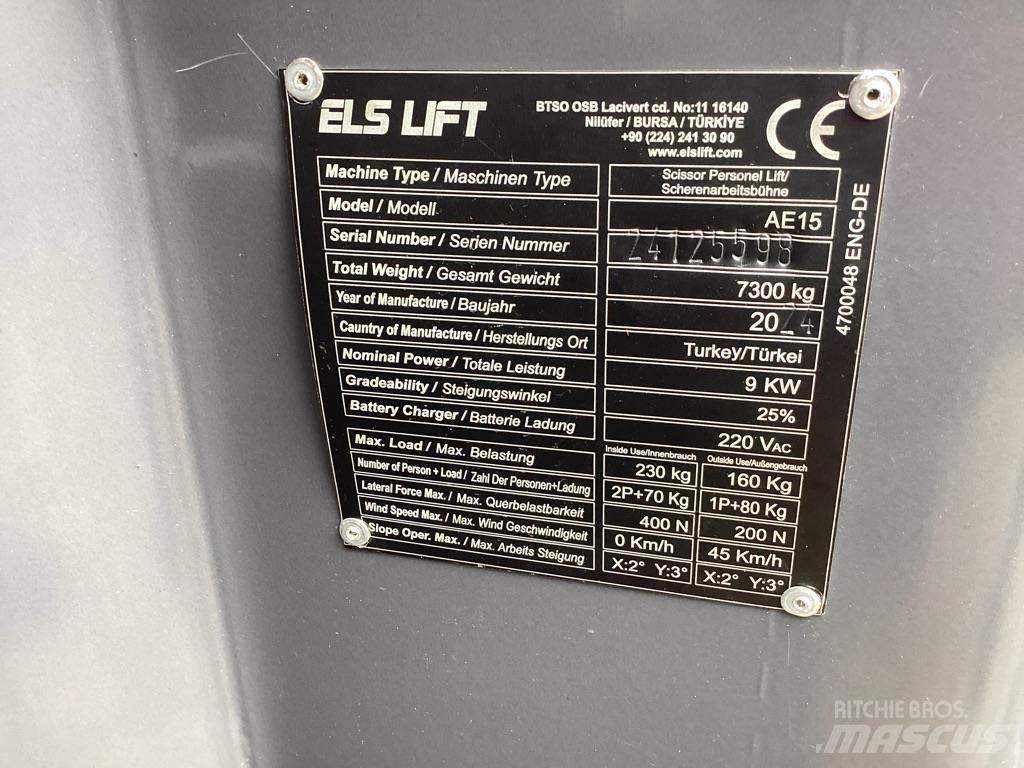 ELS LIFT
BTSO OSB Lacivert cd. No:11 16140
Nilüfer / BURSA / TÜRKİYE
+90 (224) 241 30 90
www.elslift.com
CE
Machine Type / Maschinen Type
Scissor Personel Lift/
Scherenarbeitsbühne
Model / Modell
AE15
Serial Number / Serien Nummer
24125598
Total Weight / Gesamt Gewicht
7300 kg
Year of Manufacture / Baujahr
20_24
Cauntry of Manufacture / Herstellungs Ort
Turkey/Türkei
Nominal Power / Totale Leistung
9 KW
Gradeability / Steigungswinkel
25%
Battery Charger / Batterie Ladung
220 VAC
Inside Use/Innenbrauch Outside Use/Außengebrauch
Max. Load / Max. Belastung
230 kg 160 Kg
Number of Person + Load / Zahl Der Personen+Ladung
2P+70 Kg 1P+80 Kg
Lateral Force Max. / Max. Querbelastbarkeit
400 N 200 N
Wind Speed Max. / Max. Wind Geschwindigkeit
0 Km/h 45 Km/h
Slope Oper. Max. / Max. Arbeits Steigung
X:2° Y:3° X:2° Y:3°
4700048 ENG-DE
RITCHIE BROS.
MASCUS